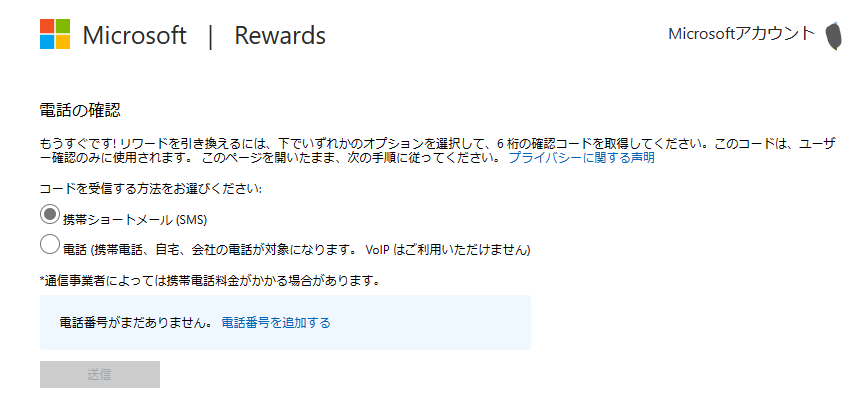 Microsoft | Rewards
Microsoftアカウント
電話の確認
もうすぐです! リワードを引き換えるには、下でいずれかのオプションを選択して、6 桁の確認コードを取得してください。このコードは、ユーザ
ー確認のみに使用されます。 このページを開いたまま、次の手順に従ってください。 プライバシーに関する声明
コードを受信する方法をお選びください:
携帯ショートメール (SMS)
電話 (携帯電話、自宅、会社の電話が対象になります。 VoIP はご利用いただけません)
*通信事業者によっては携帯電話料金がかかる場合があります。
電話番号がまだありません。 電話番号を追加する
送信